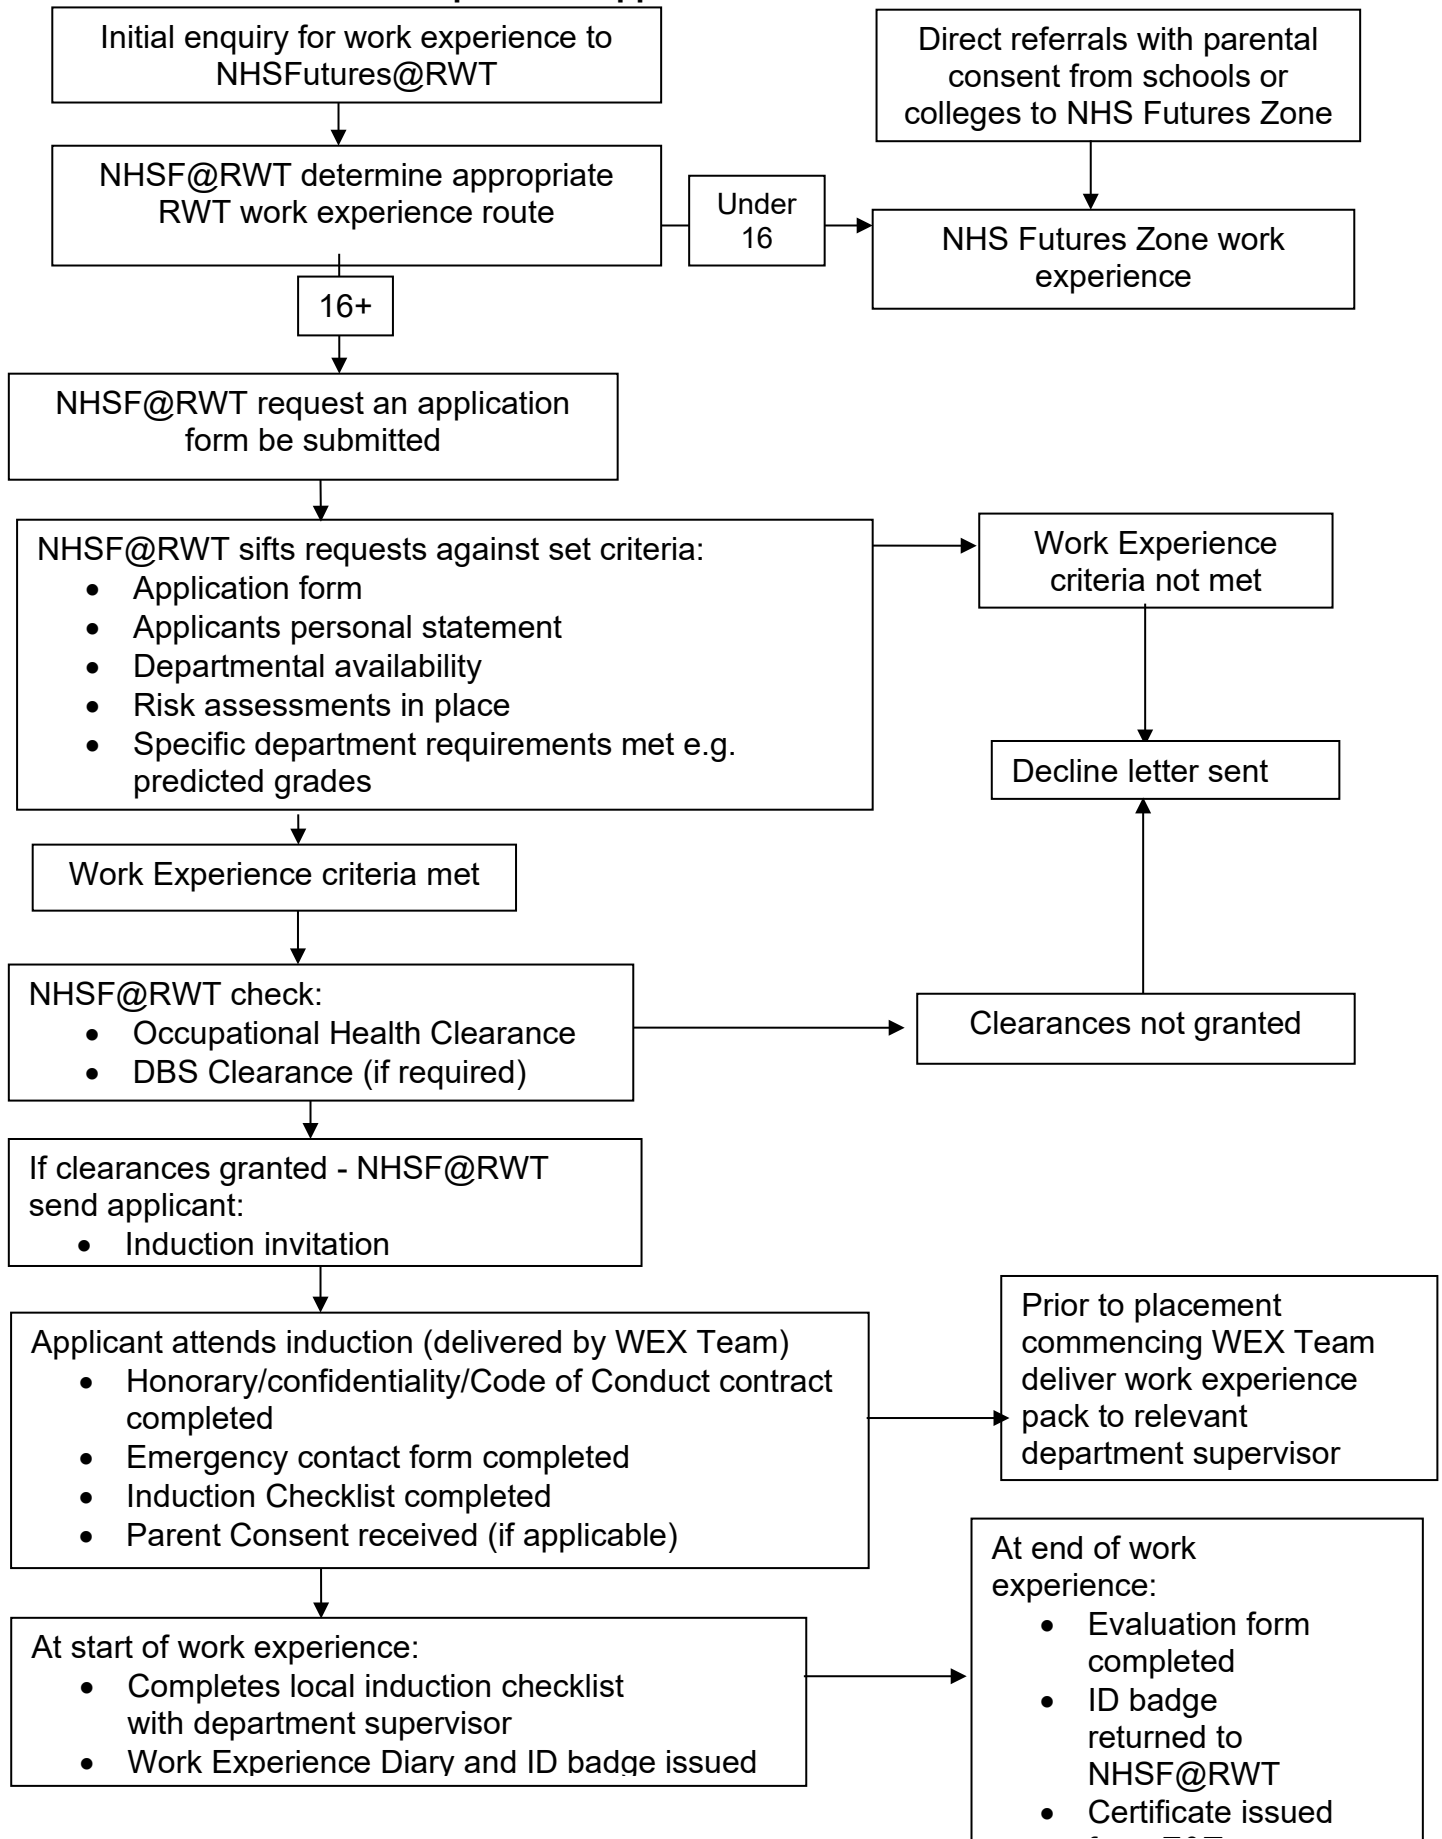 Initial enquiry for work experience to
NHSFutures@RWT
Direct referrals with parental
consent from schools or
colleges to NHS Futures Zone
NHSF@RWT determine appropriate
RWT work experience route
Under
16
NHS Futures Zone work
experience
16+
NHSF@RWT request an application
form be submitted
NHSF@RWT sifts requests against set criteria:
• Application form
• Applicants personal statement
• Departmental availability
• Risk assessments in place
• Specific department requirements met e.g.
predicted grades
Work Experience
criteria not met
Decline letter sent
Work Experience criteria met
NHSF@RWT check:
• Occupational Health Clearance
• DBS Clearance (if required)
Clearances not granted
If clearances granted - NHSF@RWT
send applicant:
• Induction invitation
Applicant attends induction (delivered by WEX Team)
• Honorary/confidentiality/Code of Conduct contract
completed
• Emergency contact form completed
• Induction Checklist completed
• Parent Consent received (if applicable)
Prior to placement
commencing WEX Team
deliver work experience
pack to relevant
department supervisor
At start of work experience:
• Completes local induction checklist
with department supervisor
• Work Experience Diary and ID badge issued
At end of work
experience:
• Evaluation form
completed
• ID badge
returned to
NHSF@RWT
• Certificate issued